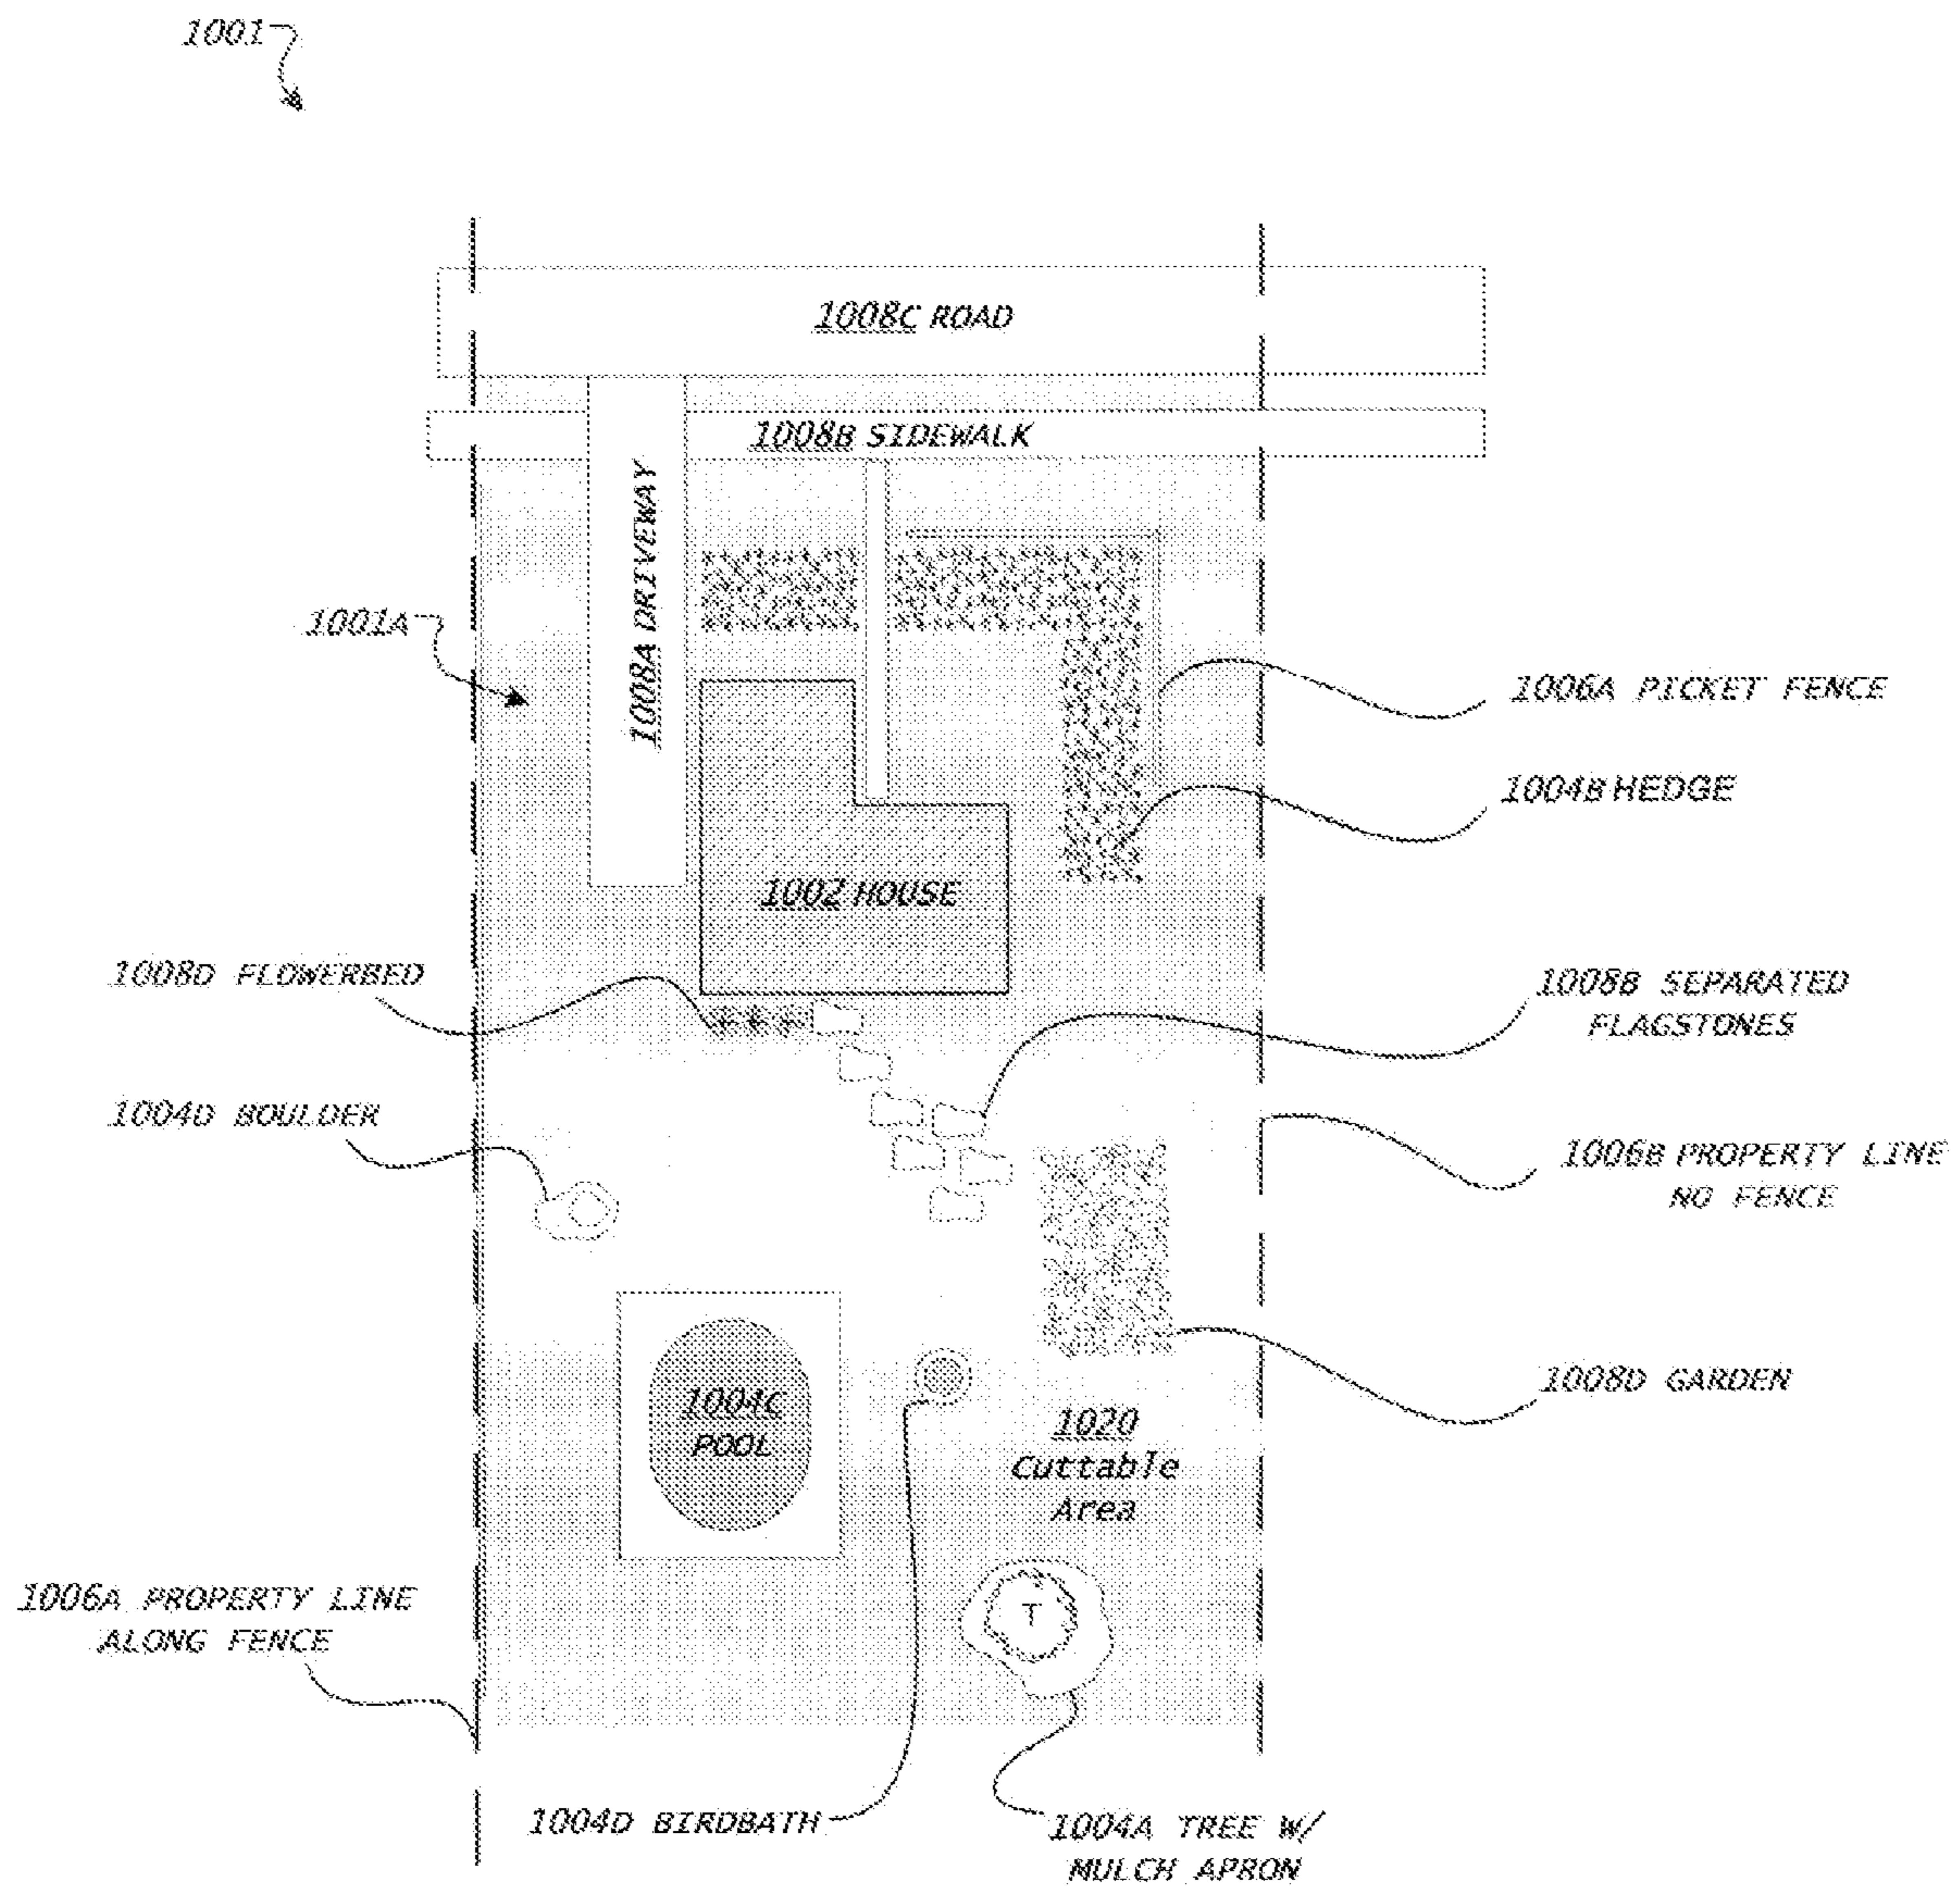 1001
1008C ROAD
1008B SIDEWALK
1008A DRIVEWAY
1001A
1006A PICKET FENCE
1004B HEDGE
1002 HOUSE
1008D FLOWERBED
1008B SEPARATED
FLAGSTONES
1004D BOULDER
1006B PROPERTY LINE
NO FENCE
1004C
POOL
1008D GARDEN
1020
Cuttable
Area
1006A PROPERTY LINE
ALONG FENCE
T
1004D BIRDBATH
1004A TREE W/
MULCH APRON